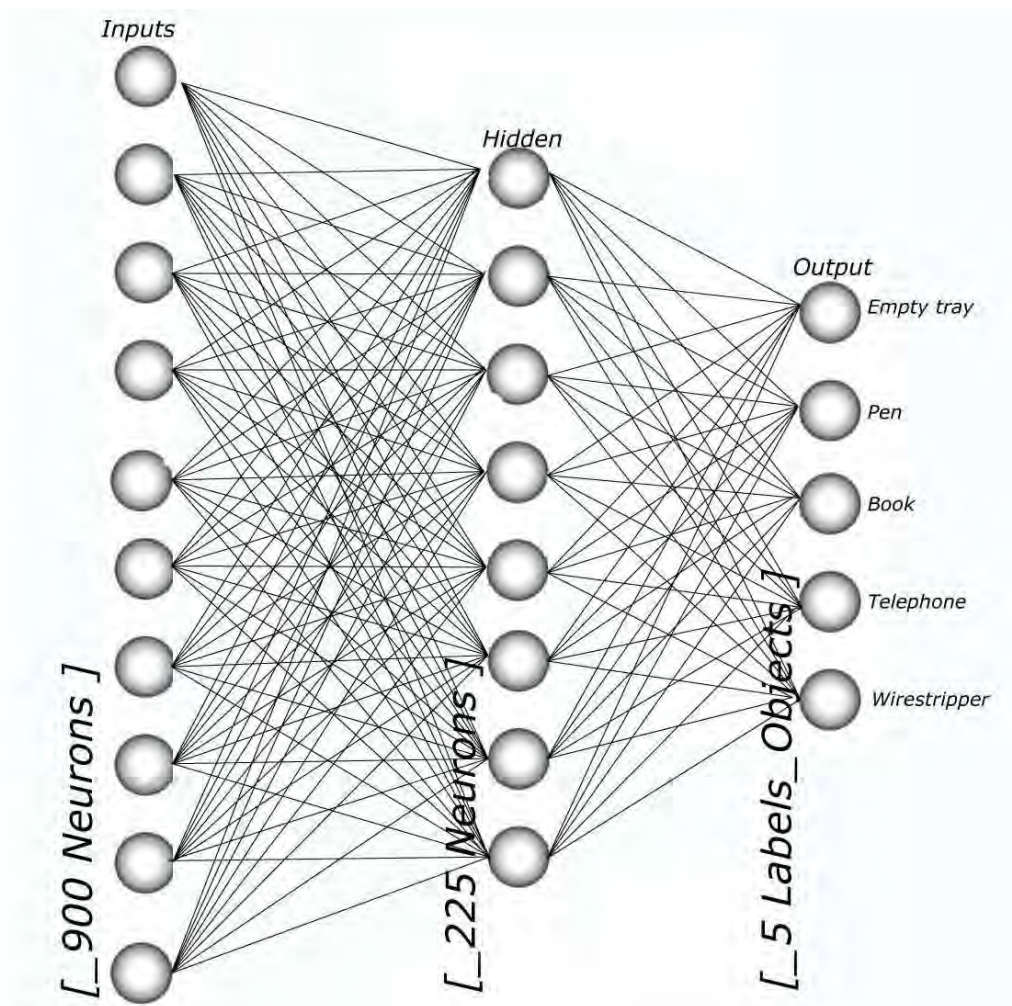 Inputs
Hidden
Output
Empty tray
Pen
Book
Telephone
Wirestripper
[_900 Neurons ]
[_225 Neurons ]
[_5 Labels_Objects ]